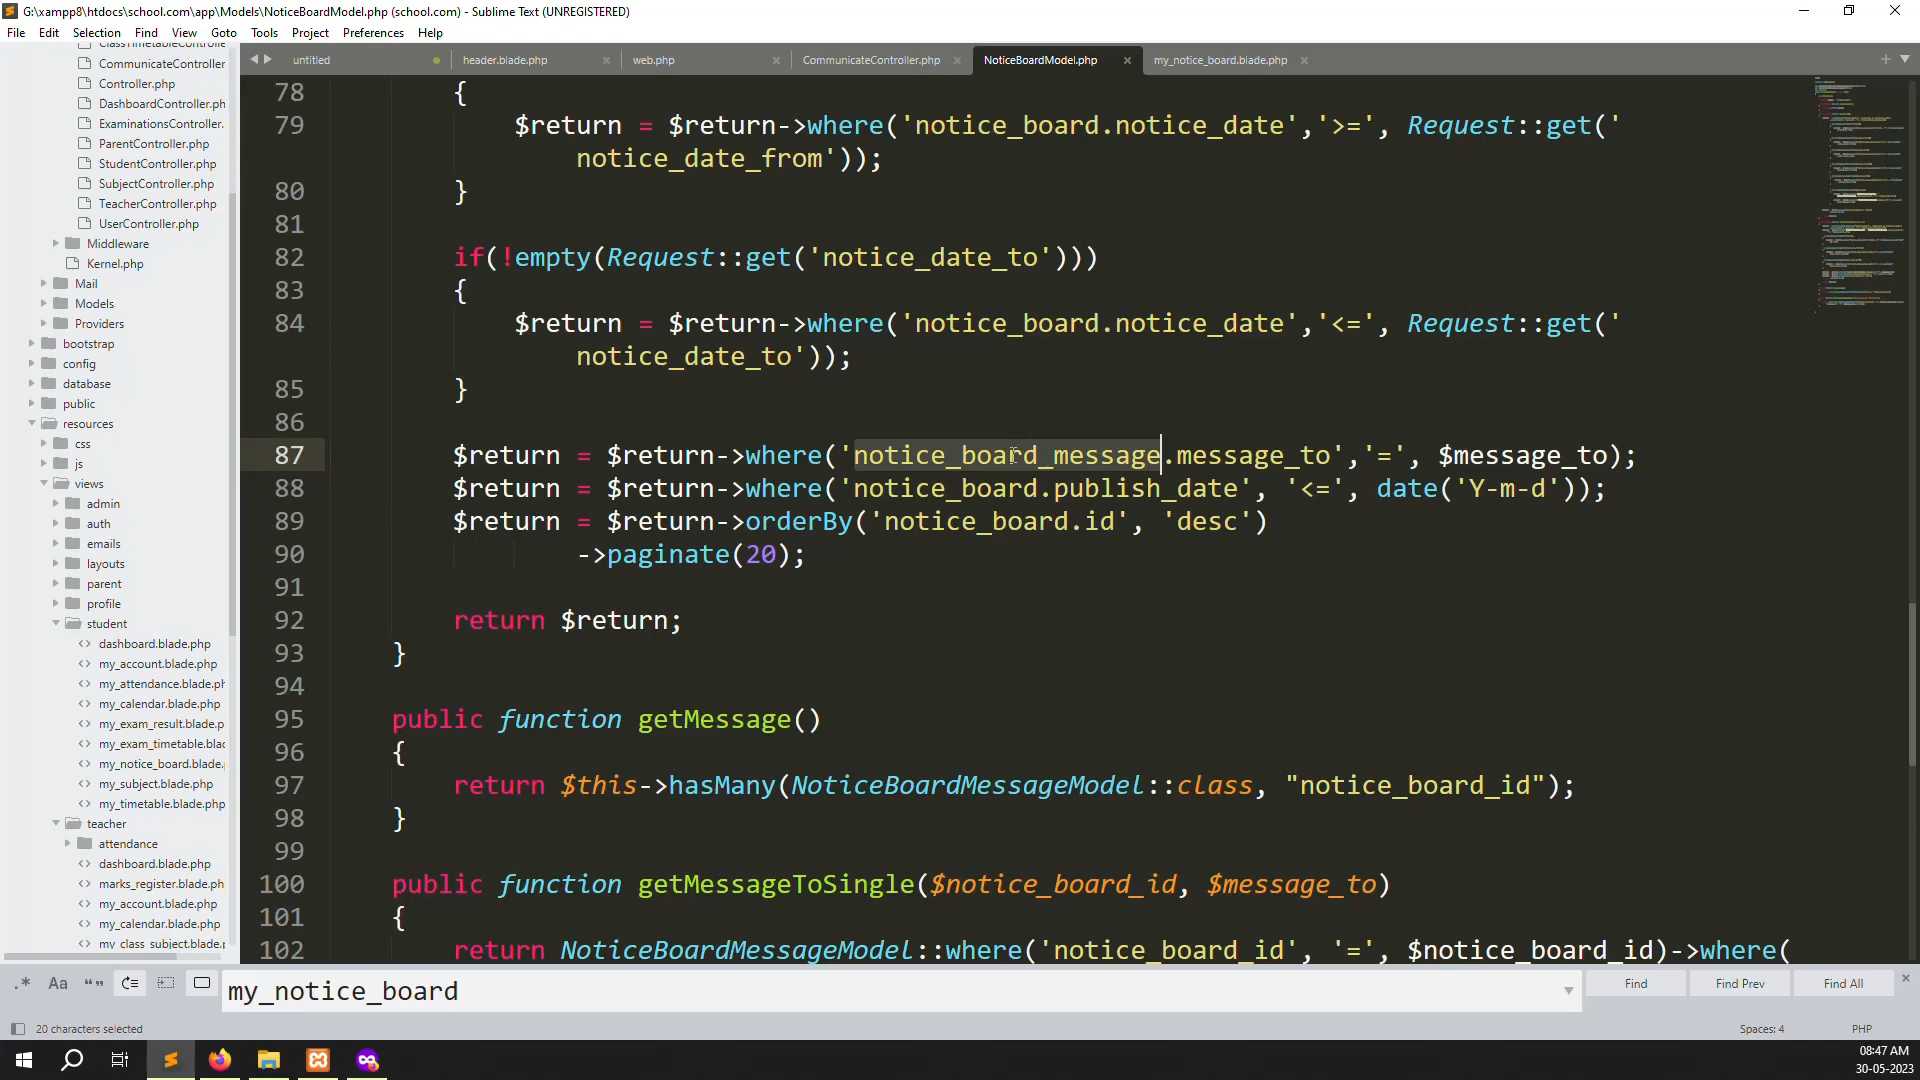 G:\xampp8\htdocs\school.com\app\Models\NoticeBoardModel.php (school.com) - Sublime Text (UNREGISTERED)
File Edit Selection Find View Goto Tools Project Preferences Help
untitled header.blade.php web.php CommunicateController.php NoticeBoardModel.php my_notice_board.blade.php
CommunicateController
Controller.php
DashboardController.ph
ExaminationsController.
ParentController.php
StudentController.php
SubjectController.php
TeacherController.php
UserController.php
Middleware
Kernel.php
Mail
Models
Providers
bootstrap
config
database
public
resources
css
js
views
admin
auth
emails
layouts
parent
profile
student
dashboard.blade.php
my_account.blade.php
my_attendance.blade.ph
my_calendar.blade.php
my_exam_result.blade.p
my_exam_timetable.blac
my_notice_board.blade.
my_subject.blade.php
my_timetable.blade.php
teacher
attendance
dashboard.blade.php
marks_register.blade.ph
my_account.blade.php
my_calendar.blade.php
my class subject.blade.
78 {
79 $return = $return->where('notice_board.notice_date','>=', Request::get('
notice_date_from'));
80 }
81
82 if(!empty(Request::get('notice_date_to')))
83 {
84 $return = $return->where('notice_board.notice_date','<=', Request::get('
notice_date_to'));
85 }
86
87 $return = $return->where('notice_board_message.message_to','=', $message_to);
88 $return = $return->where('notice_board.publish_date', '<=', date('Y-m-d'));
89 $return = $return->orderBy('notice_board.id', 'desc')
90 ->paginate(20);
91
92 return $return;
93 }
94
95 public function getMessage()
96 {
97 return $this->hasMany(NoticeBoardMessageModel::class, "notice_board_id");
98 }
99
100 public function getMessageToSingle($notice_board_id, $message_to)
101 {
102 return NoticeBoardMessageModel::where('notice_board_id', '=', $notice_board_id)->where(
.* Aa my_notice_board Find Find Prev Find All
20 characters selected Spaces: 4 PHP
08:47 AM
30-05-2023